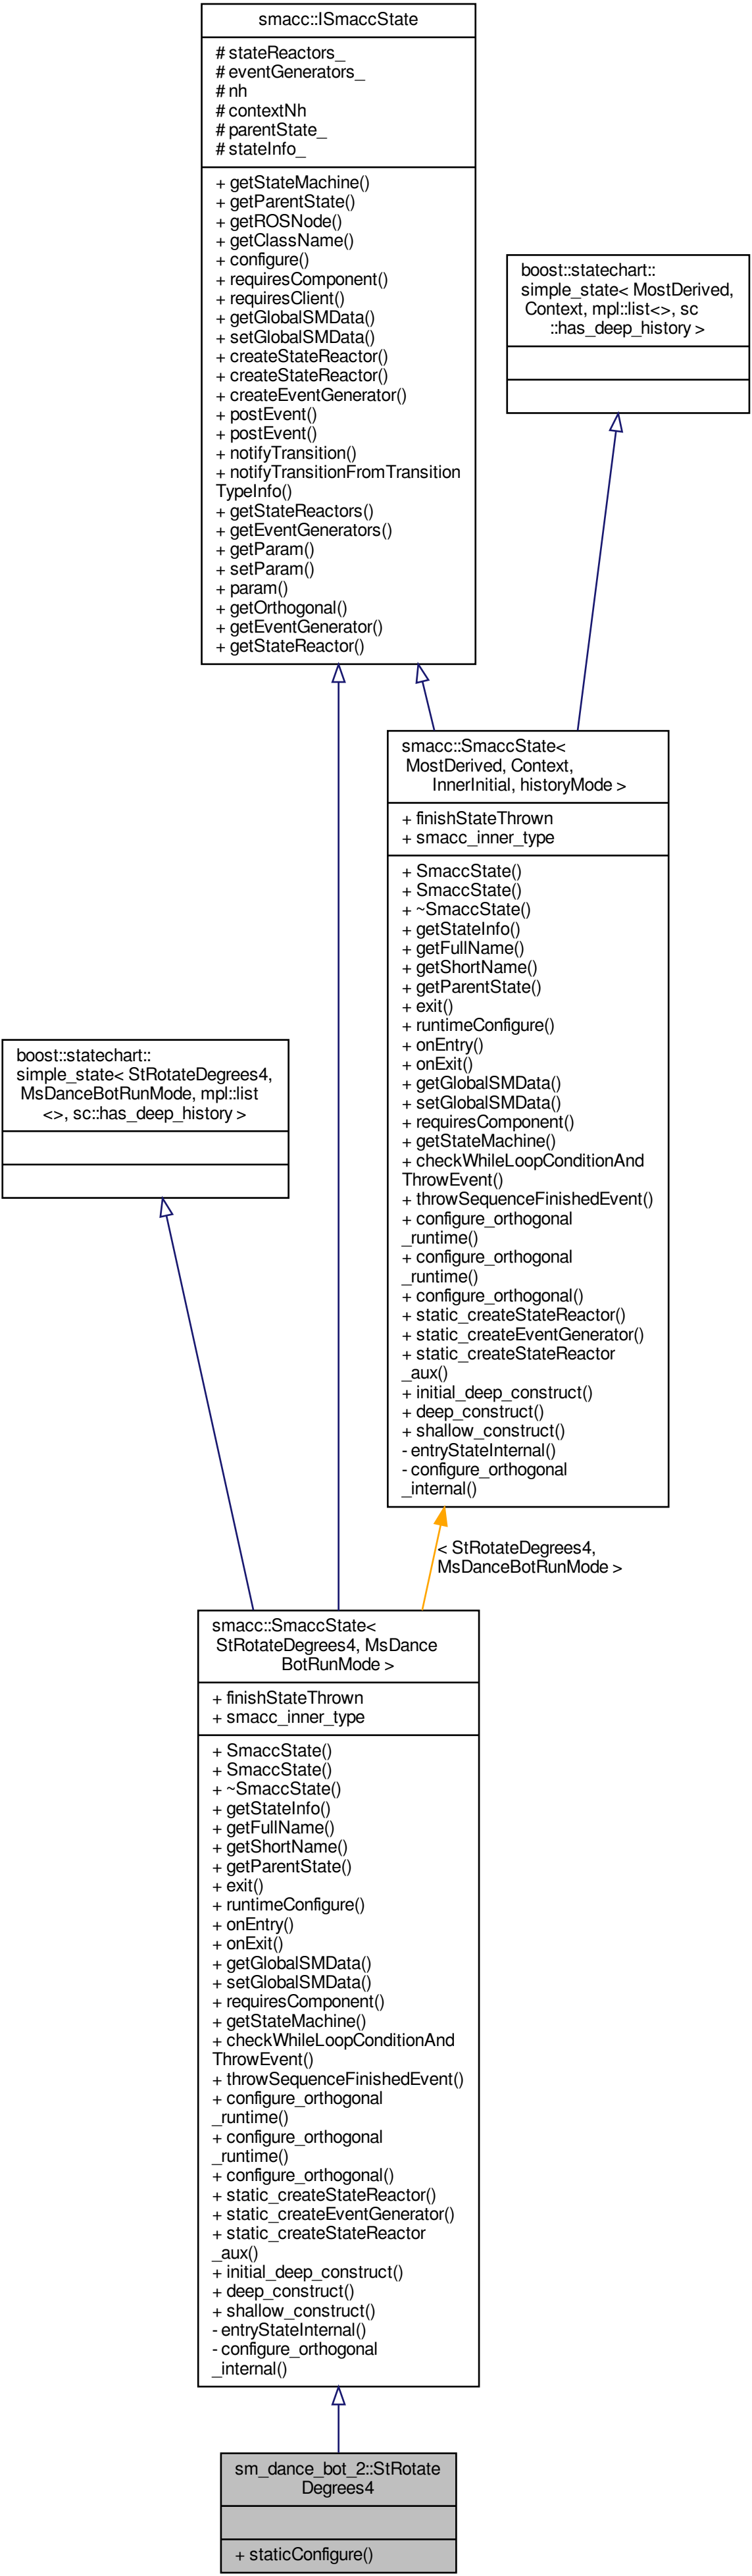 smacc::ISmaccState
# stateReactors_
# eventGenerators_
# nh
# contextNh
# parentState_
# stateInfo_
+ getStateMachine()
+ getParentState()
+ getROSNode()
+ getClassName()
+ configure()
+ requiresComponent()
+ requiresClient()
+ getGlobalSMData()
+ setGlobalSMData()
+ createStateReactor()
+ createStateReactor()
+ createEventGenerator()
+ postEvent()
+ postEvent()
+ notifyTransition()
+ notifyTransitionFromTransition
TypeInfo()
+ getStateReactors()
+ getEventGenerators()
+ getParam()
+ setParam()
+ param()
+ getOrthogonal()
+ getEventGenerator()
+ getStateReactor()
boost::statechart::
simple_state< MostDerived,
Context, mpl::list<>, sc
::has_deep_history >
smacc::SmaccState<
MostDerived, Context,
InnerInitial, historyMode >
+ finishStateThrown
+ smacc_inner_type
+ SmaccState()
+ SmaccState()
+ ~SmaccState()
+ getStateInfo()
+ getFullName()
+ getShortName()
+ getParentState()
+ exit()
+ runtimeConfigure()
+ onEntry()
+ onExit()
+ getGlobalSMData()
+ setGlobalSMData()
+ requiresComponent()
+ getStateMachine()
+ checkWhileLoopConditionAnd
ThrowEvent()
+ throwSequenceFinishedEvent()
+ configure_orthogonal
_runtime()
+ configure_orthogonal
_runtime()
+ configure_orthogonal()
+ static_createStateReactor()
+ static_createEventGenerator()
+ static_createStateReactor
_aux()
+ initial_deep_construct()
+ deep_construct()
+ shallow_construct()
- entryStateInternal()
- configure_orthogonal
_internal()
boost::statechart::
simple_state< StRotateDegrees4,
MsDanceBotRunMode, mpl::list
<>, sc::has_deep_history >
< StRotateDegrees4,
MsDanceBotRunMode >
smacc::SmaccState<
StRotateDegrees4, MsDance
BotRunMode >
+ finishStateThrown
+ smacc_inner_type
+ SmaccState()
+ SmaccState()
+ ~SmaccState()
+ getStateInfo()
+ getFullName()
+ getShortName()
+ getParentState()
+ exit()
+ runtimeConfigure()
+ onEntry()
+ onExit()
+ getGlobalSMData()
+ setGlobalSMData()
+ requiresComponent()
+ getStateMachine()
+ checkWhileLoopConditionAnd
ThrowEvent()
+ throwSequenceFinishedEvent()
+ configure_orthogonal
_runtime()
+ configure_orthogonal
_runtime()
+ configure_orthogonal()
+ static_createStateReactor()
+ static_createEventGenerator()
+ static_createStateReactor
_aux()
+ initial_deep_construct()
+ deep_construct()
+ shallow_construct()
- entryStateInternal()
- configure_orthogonal
_internal()
sm_dance_bot_2::StRotate
Degrees4
+ staticConfigure()